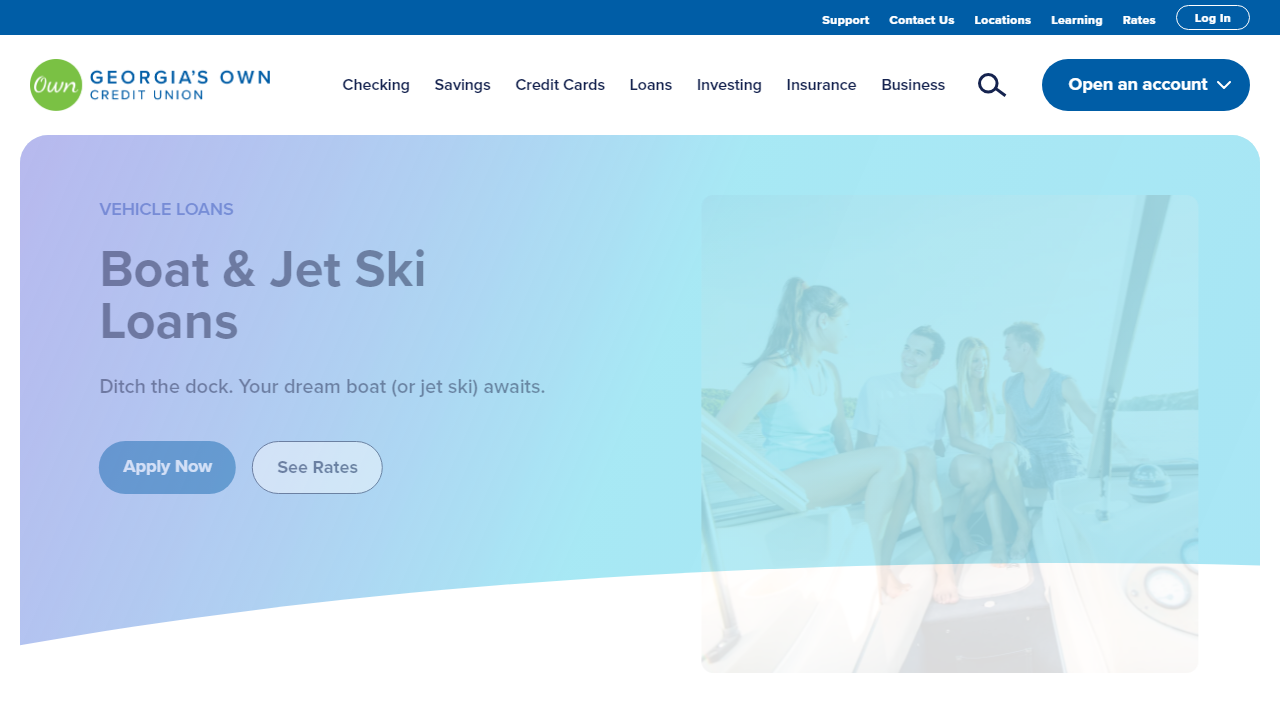 Support Contact Us Locations Learning Rates Log In
Own GEORGIA'S OWN
CREDIT UNION
Checking Savings Credit Cards Loans Investing Insurance Business Open an account
VEHICLE LOANS
Boat & Jet Ski
Loans
Ditch the dock. Your dream boat (or jet ski) awaits.
Apply Now See Rates